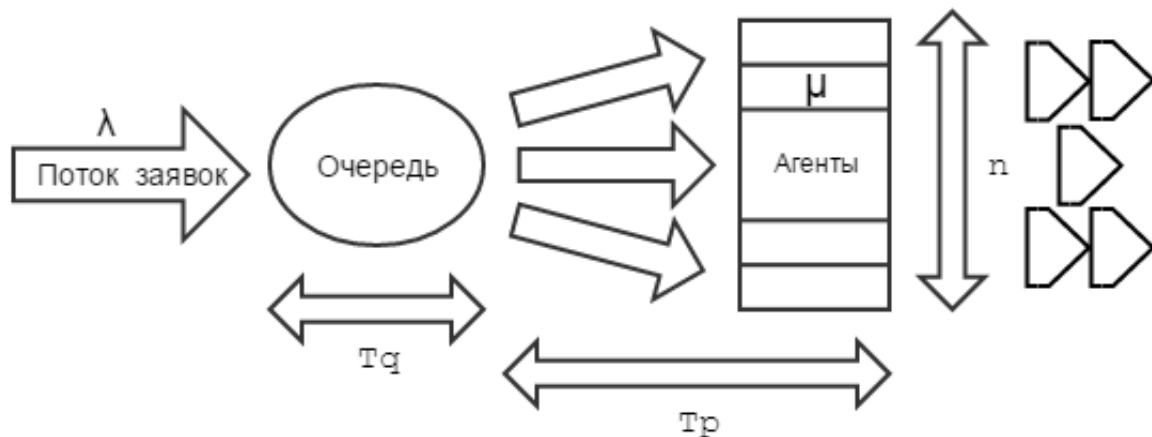 λ
Поток заявок
Очередь
μ
Агенты
n
Tq
Tp